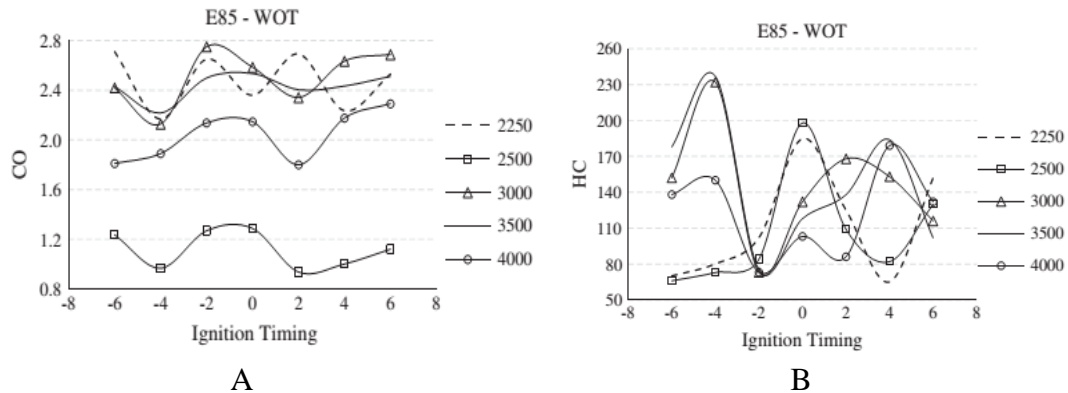 E85 - WOT
2.8
2.4
2.0
1.6
1.2
0.8
CO
-8 -6 -4 -2 0 2 4 6 8
Ignition Timing
2250
2500
3000
3500
4000
A
E85 - WOT
260
230
200
170
140
110
80
50
HC
-8 -6 -4 -2 0 2 4 6 8
Ignition Timing
2250
2500
3000
3500
4000
B